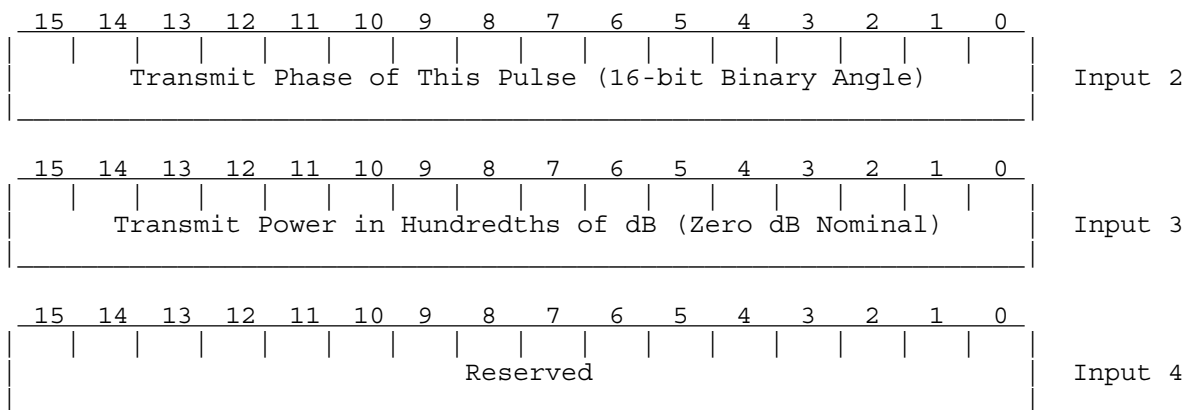 15 14 13 12 11 10 9 8 7 6 5 4 3 2 1 0
Transmit Phase of This Pulse (16-bit Binary Angle) Input 2
15 14 13 12 11 10 9 8 7 6 5 4 3 2 1 0
Transmit Power in Hundredths of dB (Zero dB Nominal) Input 3
15 14 13 12 11 10 9 8 7 6 5 4 3 2 1 0
Reserved Input 4